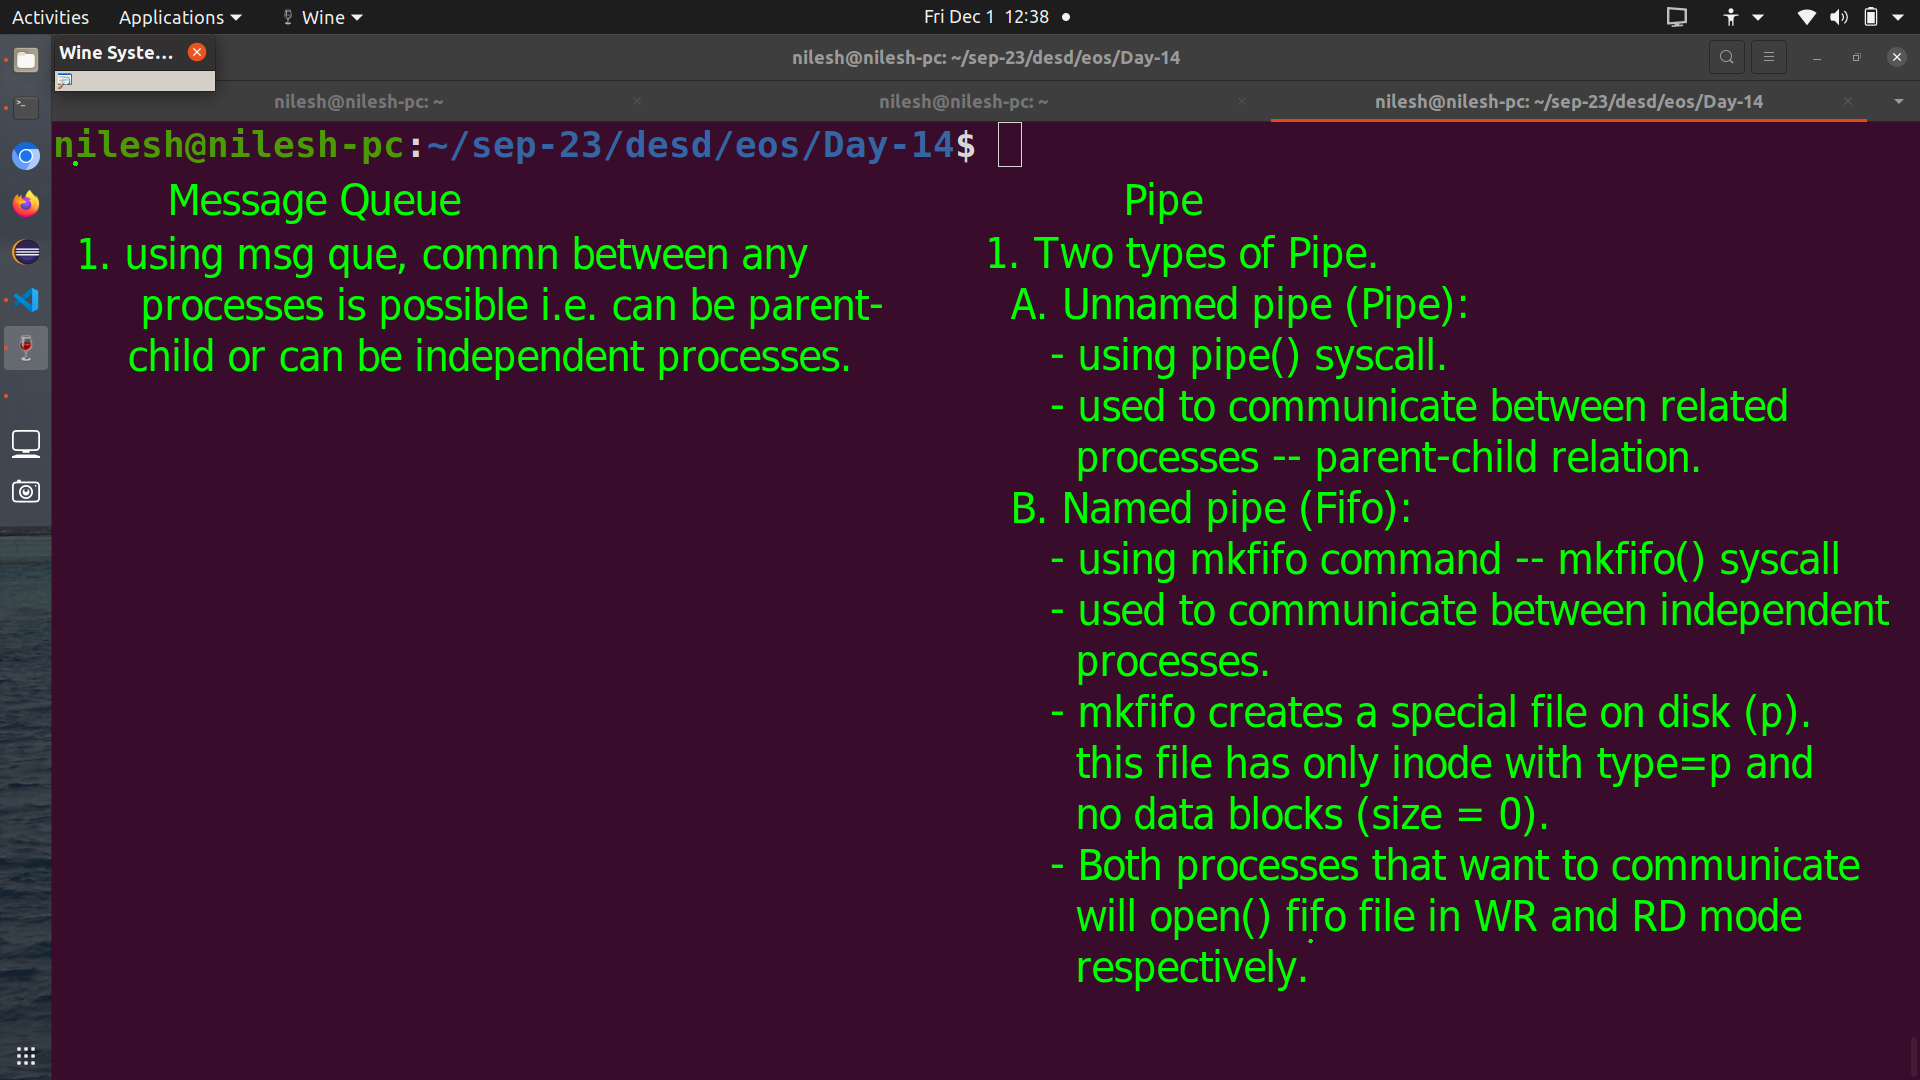 Activities Applications Wine Fri Dec 1 12:38
Wine Syste...
nilesh@nilesh-pc: ~/sep-23/desd/eos/Day-14
nilesh@nilesh-pc: ~ nilesh@nilesh-pc: ~ nilesh@nilesh-pc: ~/sep-23/desd/eos/Day-14
nilesh@nilesh-pc:~/sep-23/desd/eos/Day-14$
Message Queue
1. using msg que, commn between any
processes is possible i.e. can be parent-
child or can be independent processes.
Pipe
1. Two types of Pipe.
A. Unnamed pipe (Pipe):
- using pipe() syscall.
- used to communicate between related
processes -- parent-child relation.
B. Named pipe (Fifo):
- using mkfifo command -- mkfifo() syscall
- used to communicate between independent
processes.
- mkfifo creates a special file on disk (p).
this file has only inode with type=p and
no data blocks (size = 0).
- Both processes that want to communicate
will open() fifo file in WR and RD mode
respectively.